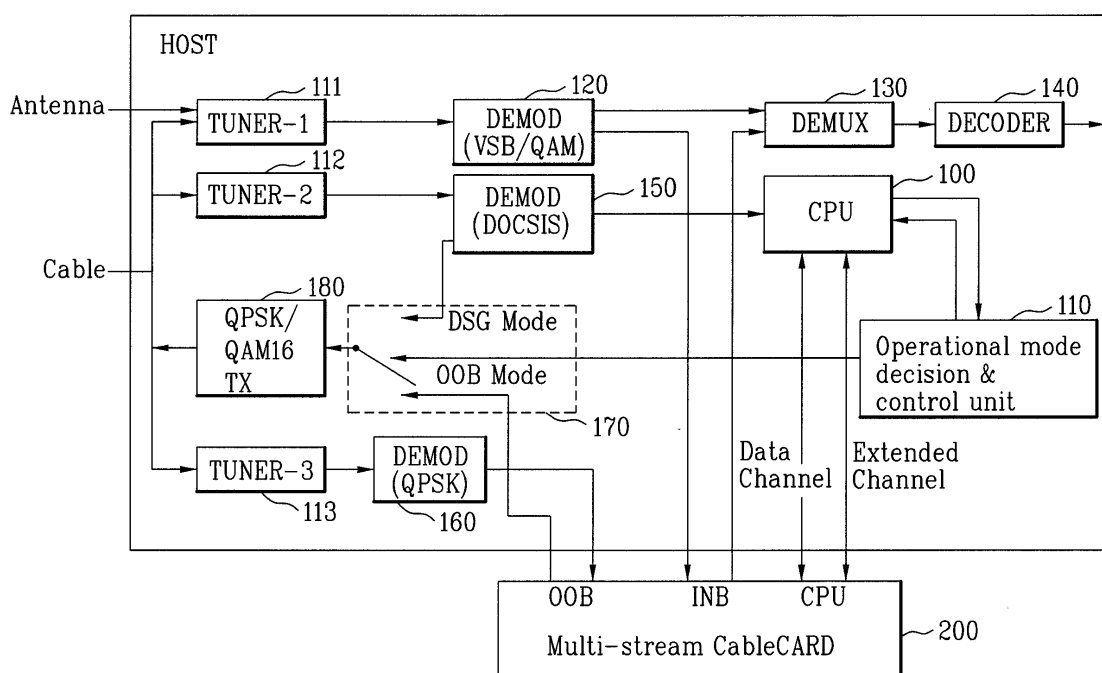 HOST
Antenna
111
TUNER-1
120
DEMOD
(VSB/QAM)
130
DEMUX
140
DECODER
112
TUNER-2
DEMOD
(DOCSIS)
150
100
CPU
Cable
180
QPSK/
QAM16
TX
DSG Mode
OOB Mode
170
110
Operational mode
decision &
control unit
TUNER-3
113
DEMOD
(QPSK)
160
Data
Channel
Extended
Channel
OOB
INB
CPU
Multi-stream CableCARD
200